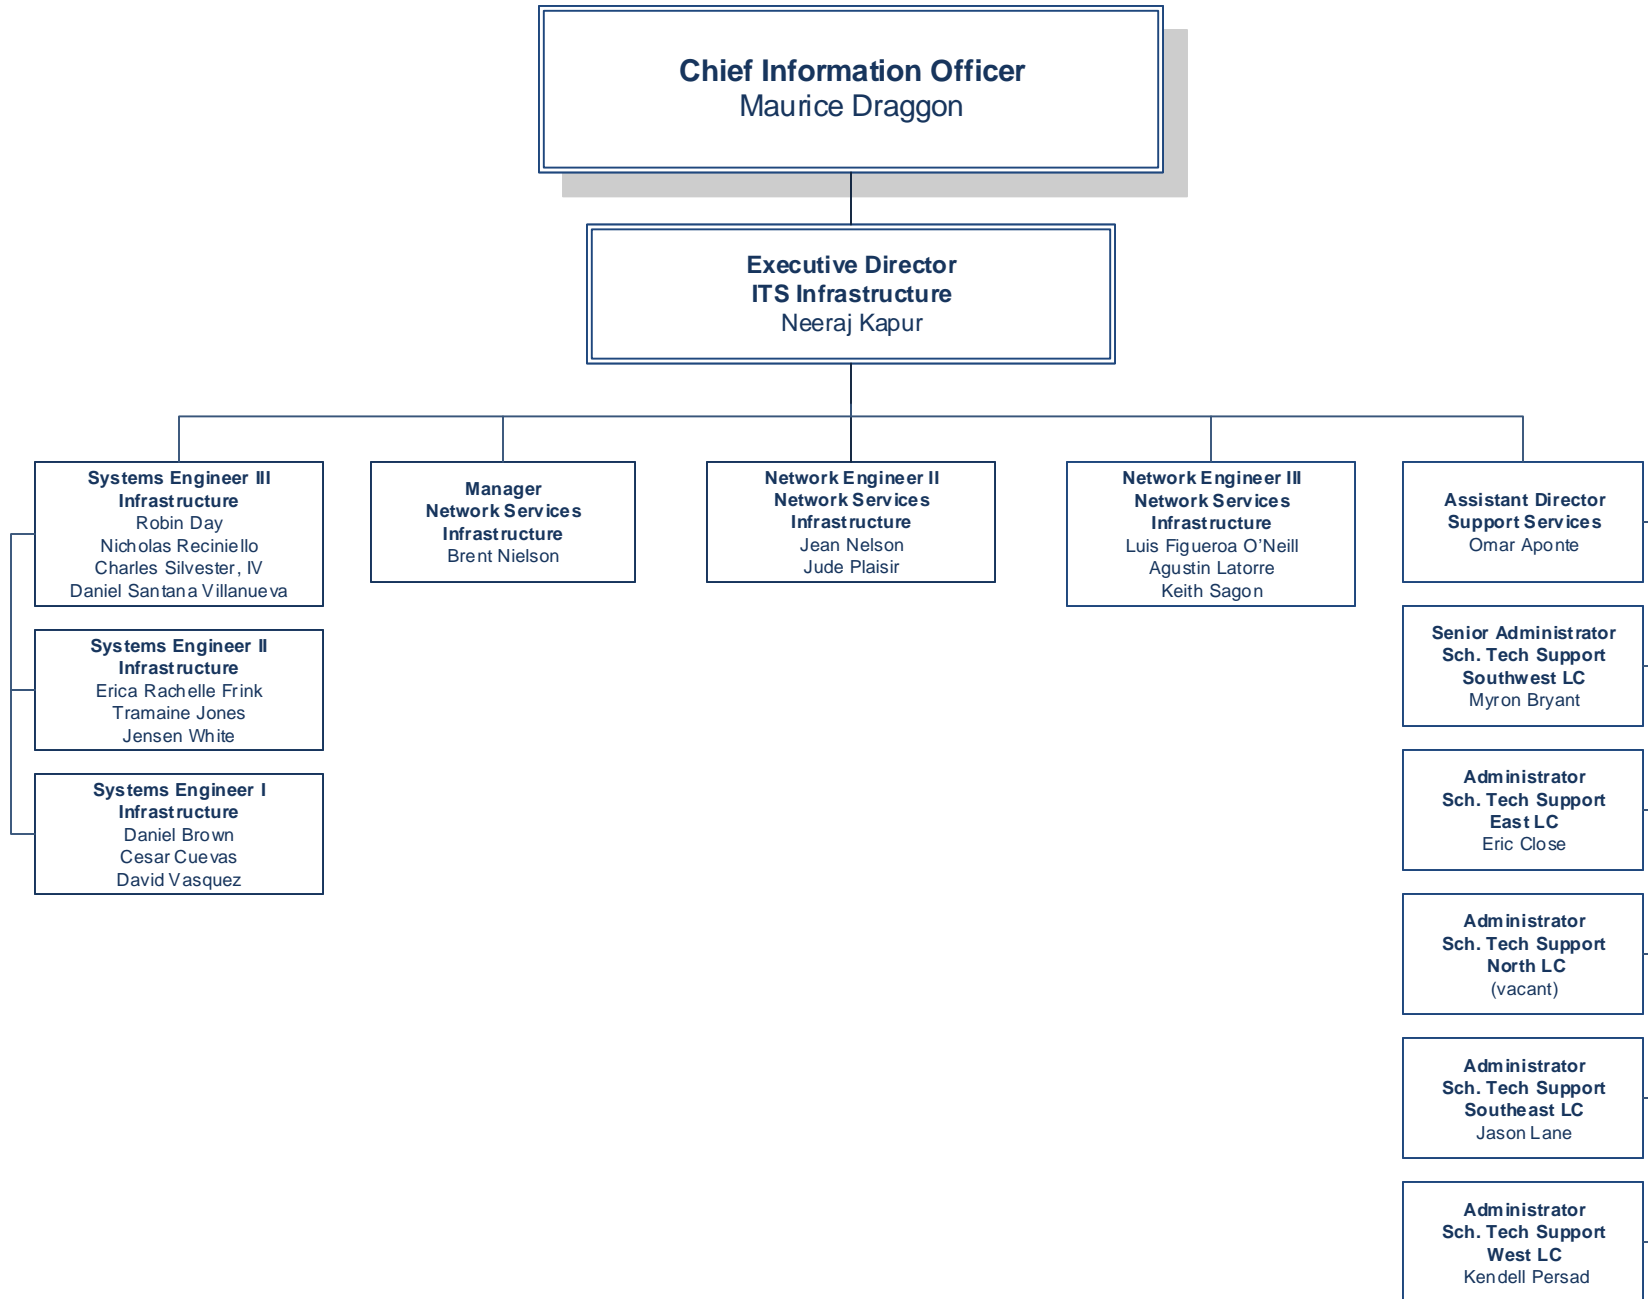 Chief Information Officer
Maurice Draggon
Executive Director
ITS Infrastructure
Neeraj Kapur
Systems Engineer III
Infrastructure
Robin Day
Nicholas Reciniello
Charles Silvester, IV
Daniel Santana Villanueva
Systems Engineer II
Infrastructure
Erica Rachelle Frink
Tramaine Jones
Jensen White
Systems Engineer I
Infrastructure
Daniel Brown
Cesar Cuevas
David Vasquez
Manager
Network Services
Infrastructure
Brent Nielson
Network Engineer II
Network Services
Infrastructure
Jean Nelson
Jude Plaisir
Network Engineer III
Network Services
Infrastructure
Luis Figueroa O’Neill
Agustin Latorre
Keith Sagon
Assistant Director
Support Services
Omar Aponte
Senior Administrator
Sch. Tech Support
Southwest LC
Myron Bryant
Administrator
Sch. Tech Support
East LC
Eric Close
Administrator
Sch. Tech Support
North LC
(vacant)
Administrator
Sch. Tech Support
Southeast LC
Jason Lane
Administrator
Sch. Tech Support
West LC
Kendell Persad